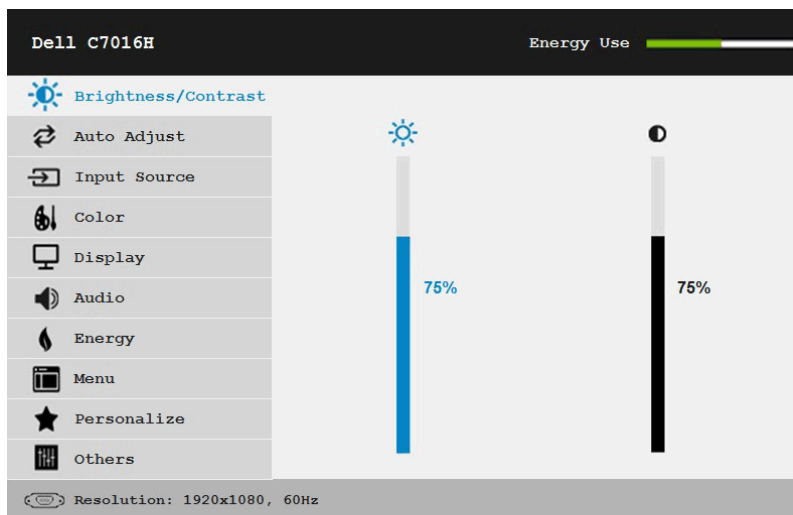 Dell C7016H
Energy Use
Brightness/Contrast
Auto Adjust
Input Source
Color
Display
Audio
Energy
Menu
Personalize
Others
75%
75%
Resolution: 1920x1080, 60Hz